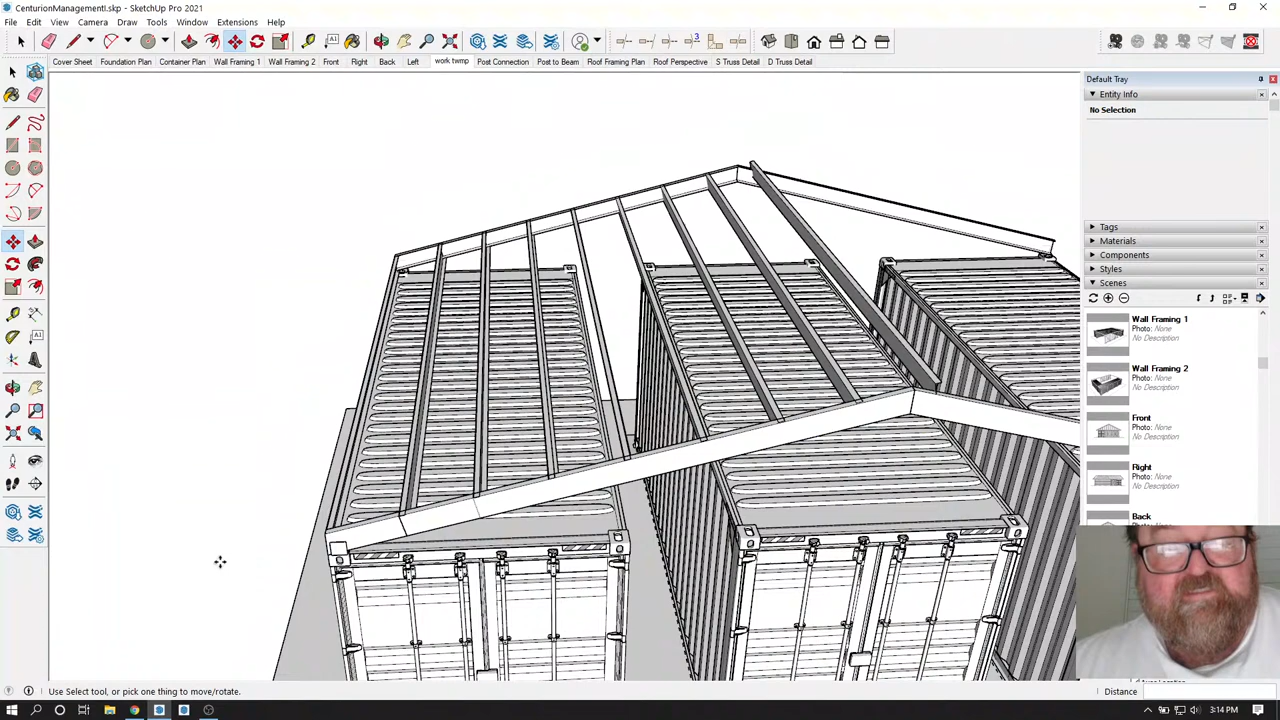 CenturionManagementI.skp - SketchUp Pro 2021
File Edit View Camera Draw Tools Window Extensions Help
Cover Sheet Foundation Plan Container Plan Wall Framing 1 Wall Framing 2 Front Right Back Left work twmp Post Connection Post to Beam Roof Framing Plan Roof Perspective S Truss Detail D Truss Detail
Default Tray
Entity Info
No Selection
Tags
Materials
Components
Styles
Scenes
Wall Framing 1
Photo: None
No Description
Wall Framing 2
Photo: None
No Description
Front
Photo: None
No Description
Right
Photo: None
No Description
Back
Use Select tool, or pick one thing to move/rotate.
Distance
3:14 PM